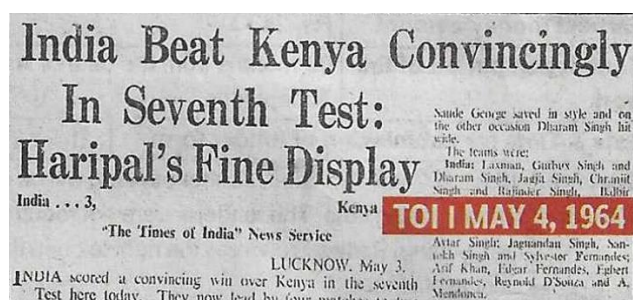 India Beat Kenya Convincingly
In Seventh Test:
Haripal's Fine Display
India . . . 3,
Kenya
"The Times of India" News Service
LUCKNOW, May 3.
INDIA scored a convincing win over Kenya in the seventh
Test here today. They now lead by four matches to
Saude George saved in style and on
the other occasion Dharam Singh hit
wide.
The teams were:
India: Laxman, Gurbux Singh and
Dharam Singh, Jagjit Singh, Charanjit
Singh and Rajinder Singh, Balbir
TOI I MAY 4, 1964
Avtar Singh; Jagnandan Singh, San-
tokh Singh and Sylvester Fernandes;
Arif Khan, Edgar Fernandes, Egbert
Fernandes, Reynold D'Souza and A.
Mendonca.